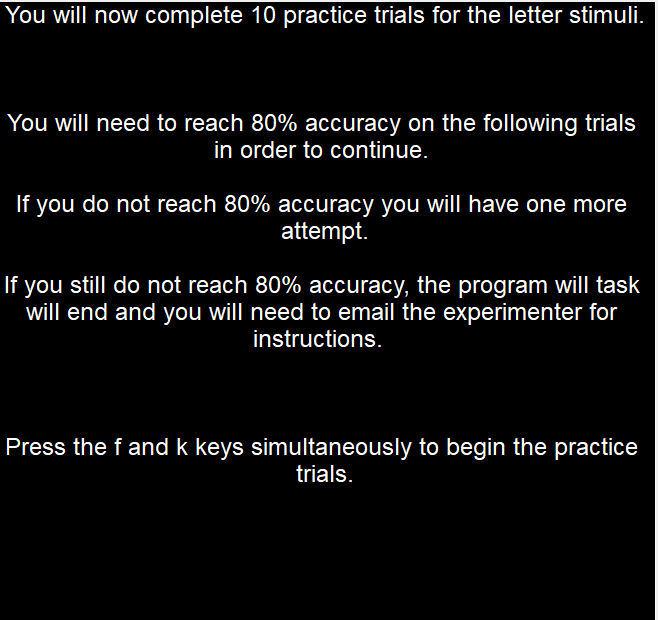 You will now complete 10 practice trials for the letter stimuli.
You will need to reach 80% accuracy on the following trials
in order to continue.
If you do not reach 80% accuracy you will have one more
attempt.
If you still do not reach 80% accuracy, the program will task
will end and you will need to email the experimenter for
instructions.
Press the f and k keys simultaneously to begin the practice
trials.